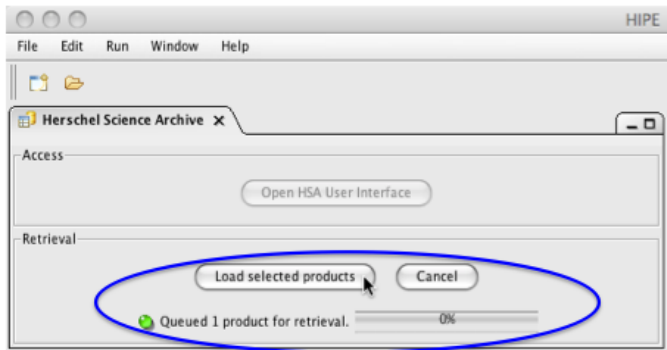 HIPE
File Edit Run Window Help
Herschel Science Archive
Access
Open HSA User Interface
Retrieval
Load selected products Cancel
Queued 1 product for retrieval. 0%